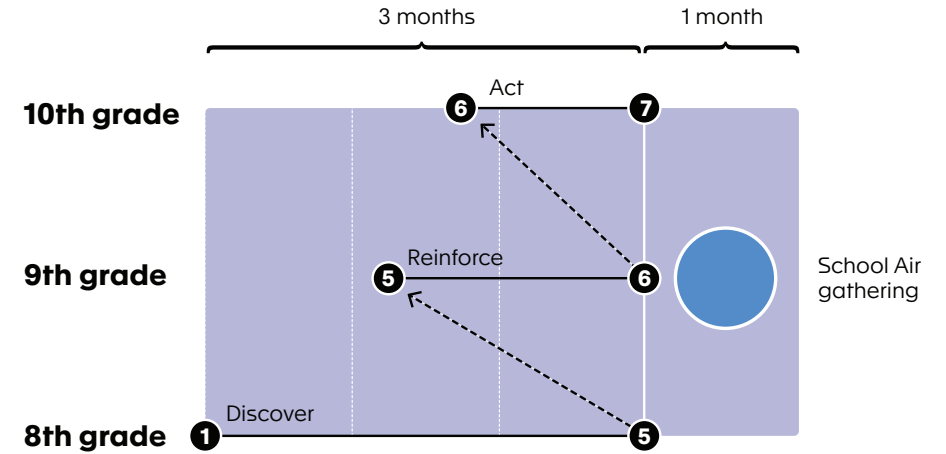 3 months
1 month
10th grade
6
Act
7
9th grade
5
Reinforce
6
School Air
gathering
8th grade
1
Discover
5